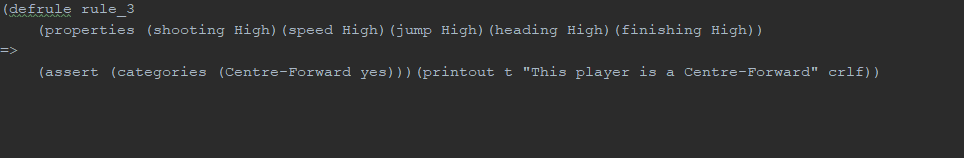 (defrule rule_3
    (properties (shooting High)(speed High)(jump High)(heading High)(finishing High))
=>
    (assert (categories (Centre-Forward yes)))(printout t "This player is a Centre-Forward" crlf))